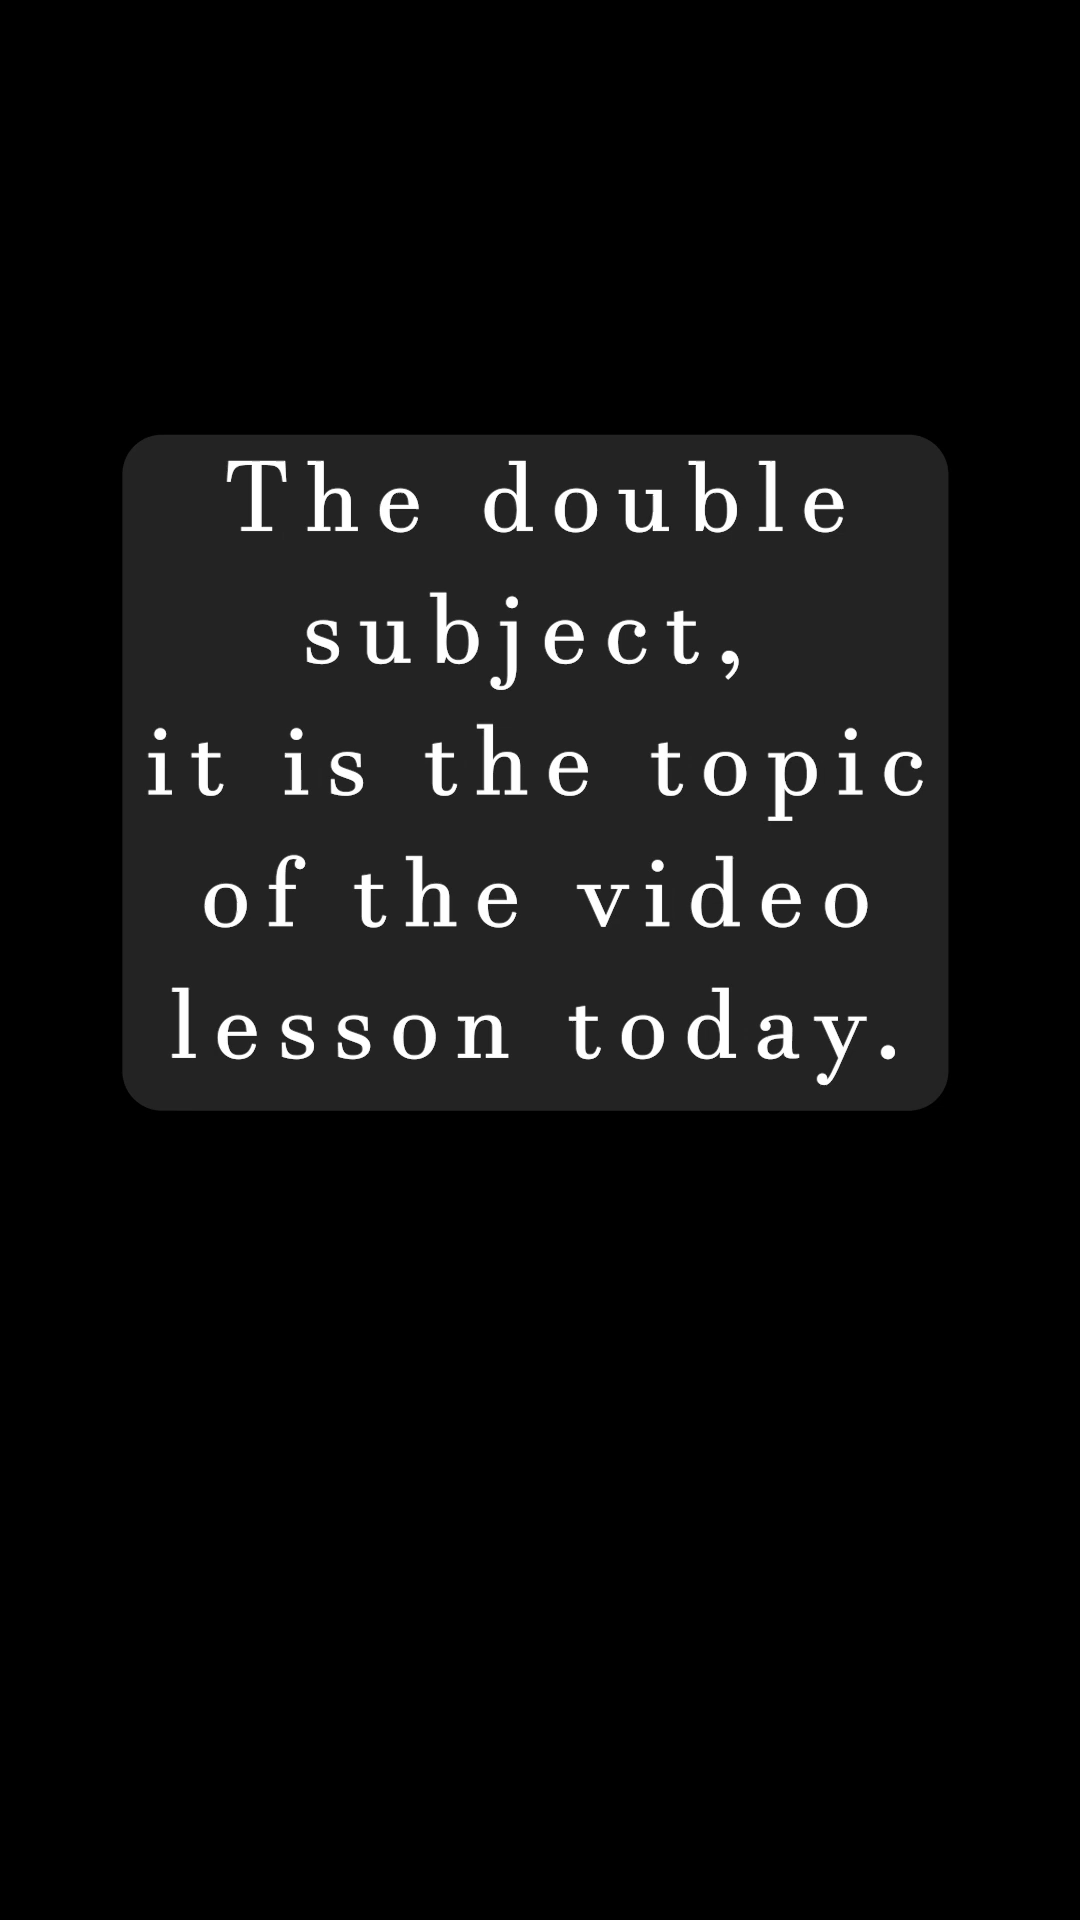 The double
subject,
it is the topic
of the video
lesson today.